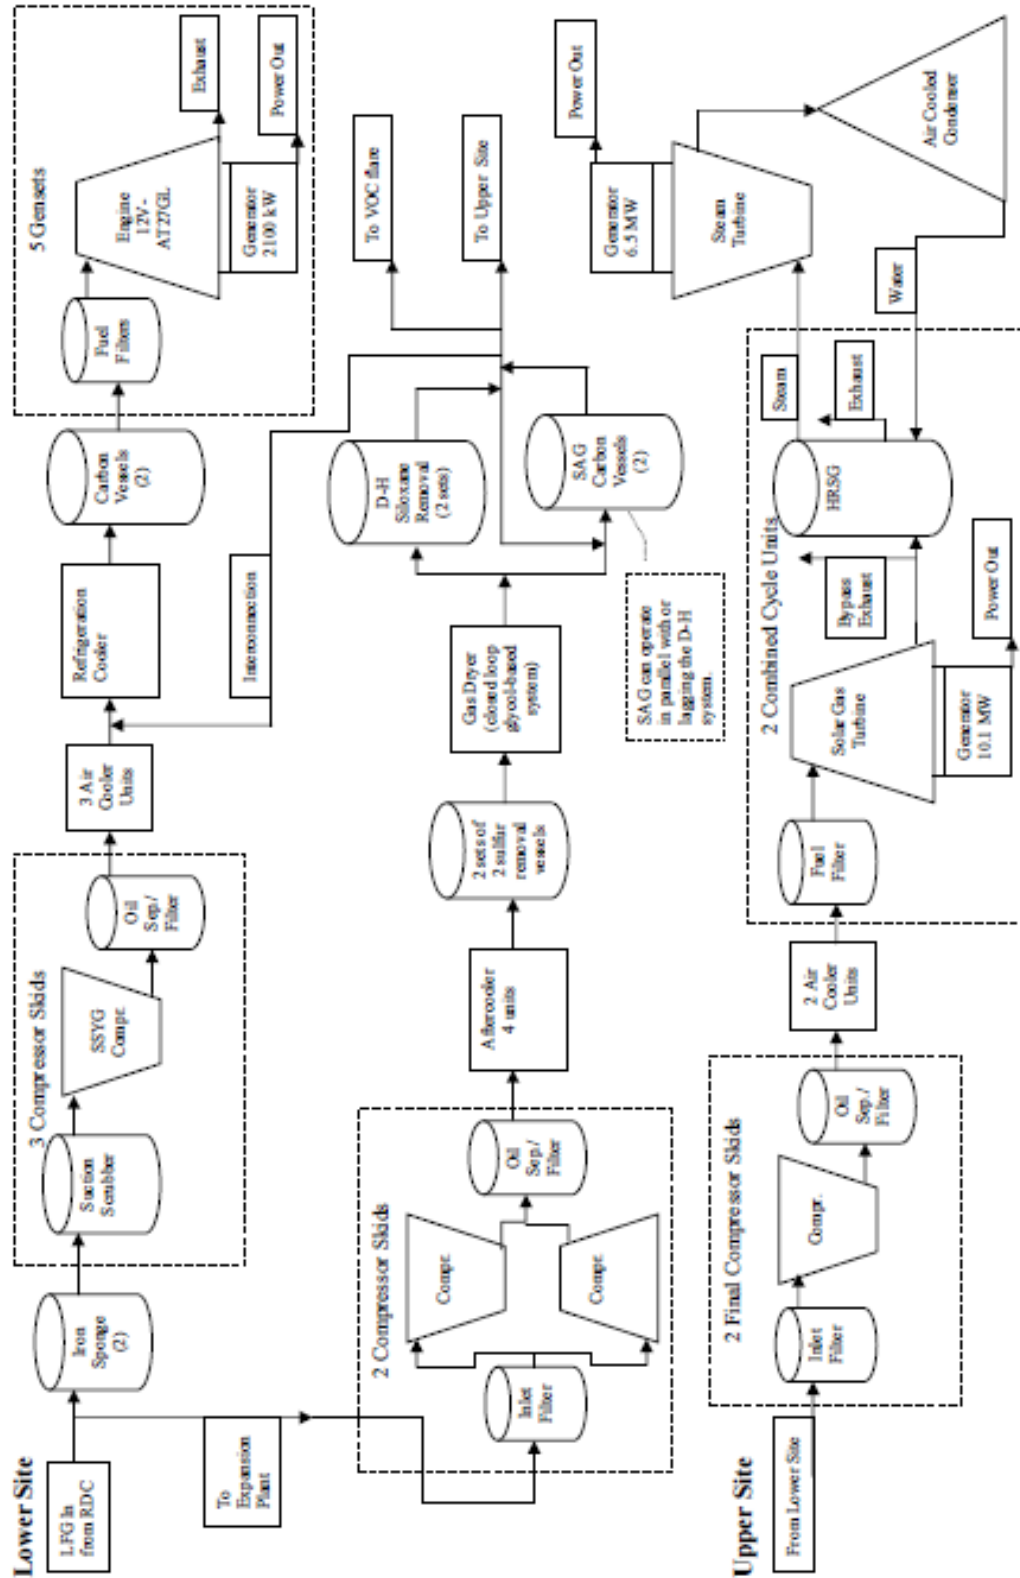 Lower Site
LFG In
from RDC
Iron
Sponge
(2)
3 Compressor Skids
Suction
Scrubber
SSYG
Compr.
Oil
Sep./
Filter
3 Air
Cooler
Units
Refrigeration
Cooler
Carbon
Vessels
(2)
5 Gensets
Fuel
Filters
Engine
12V-
AT27GL
Generator
2100 kW
Exhaust
Power Out
To
Expansion
Plant
Interconnection
2 Compressor Skids
Inlet
Filter
Compr.
Compr.
Oil
Sep./
Filter
Aftercooler
4 units
2 sets of
2 sulfur
removal
vessels
Gas Dryer
(closed loop
glycol-based
system)
D-H
Siloxane
Removal
(2 sets)
SAG
Carbon
Vessels
(2)
To VOC flare
To Upper Site
SAG can operate
in parallel with or
lagging the D-H
system.
Upper Site
From Lower Site
2 Final Compressor Skids
Inlet
Filter
Compr.
Oil
Sep./
Filter
2 Air
Cooler
Units
2 Combined Cycle Units
Fuel
Filter
Solar Gas
Turbine
Generator
10.1 MW
Power Out
Bypass
Exhaust
HRSG
Exhaust
Steam
Water
Generator
6.5 MW
Power Out
Steam
Turbine
Air Cooled
Condenser